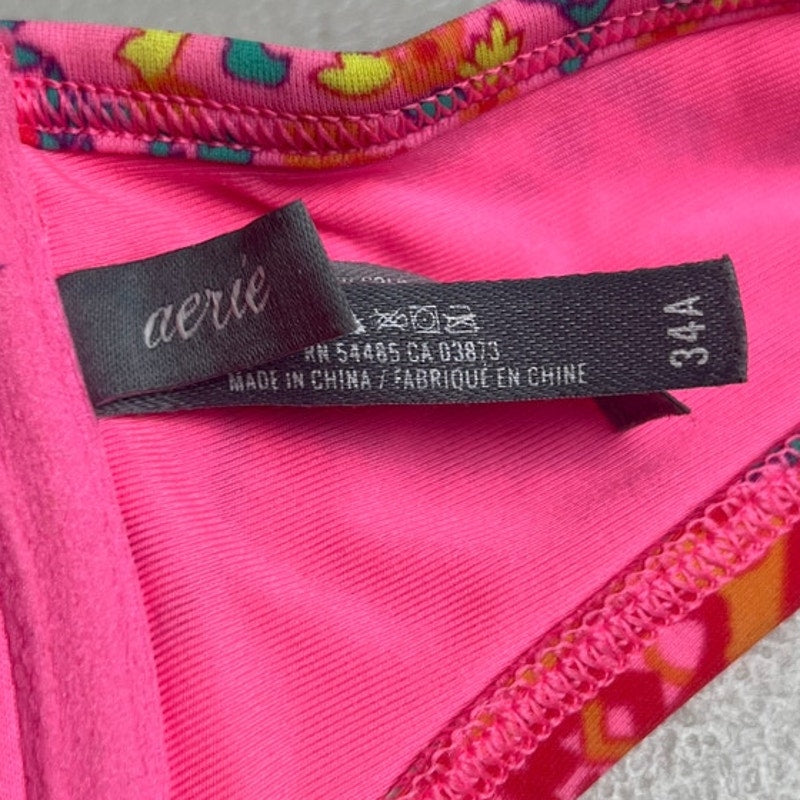 aerie
RN 54485 CA 03873
MADE IN CHINA / FABRIQUÉ EN CHINE
34A